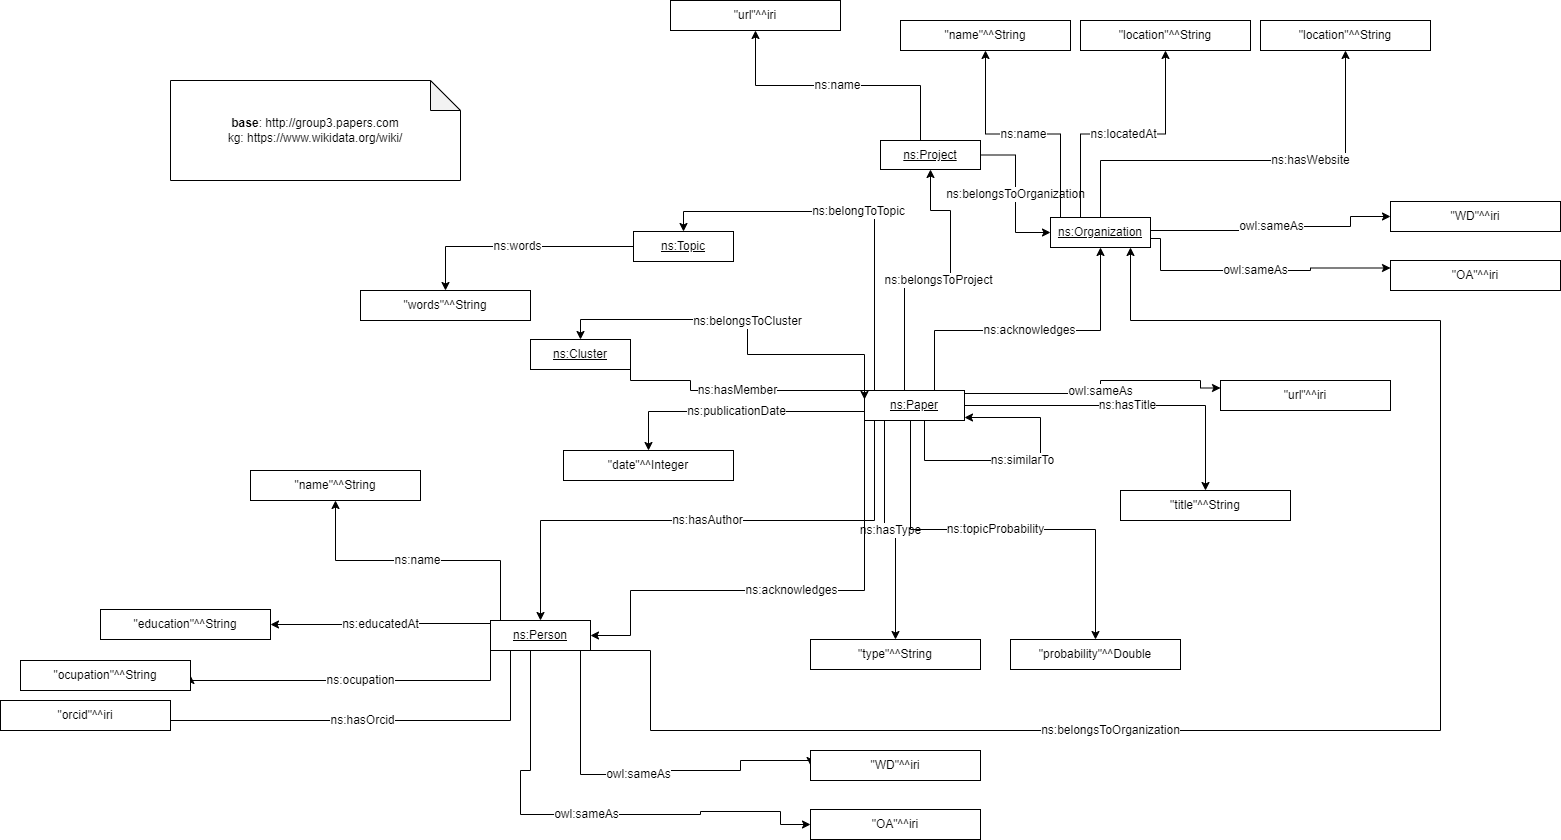 "url"^^iri
"name"^^String
"location"^^String
"location"^^String
ns:name
base: http://group3.papers.com
kg: https://www.wikidata.org/wiki/
ns:name
ns:locatedAt
ns:Project
ns:hasWebsite
ns:belongsToOrganization
ns:belongToTopic
"WD"^^iri
owl:sameAs
ns:Organization
ns:words
ns:Topic
owl:sameAs
"OA"^^iri
ns:belongsToProject
"words"^^String
ns:belongsToCluster
ns:acknowledges
ns:Cluster
ns:hasMember
owl:sameAs
"url"^^iri
ns:publicationDate
ns:Paper
ns:hasTitle
"date"^^Integer
ns:similarTo
"name"^^String
"title"^^String
ns:hasAuthor
ns:hasType
ns:topicProbability
ns:name
ns:acknowledges
"education"^^String
ns:educatedAt
ns:Person
"type"^^String
"probability"^^Double
"ocupation"^^String
ns:ocupation
"orcid"^^iri
ns:hasOrcid
ns:belongsToOrganization
owl:sameAs
"WD"^^iri
owl:sameAs
"OA"^^iri